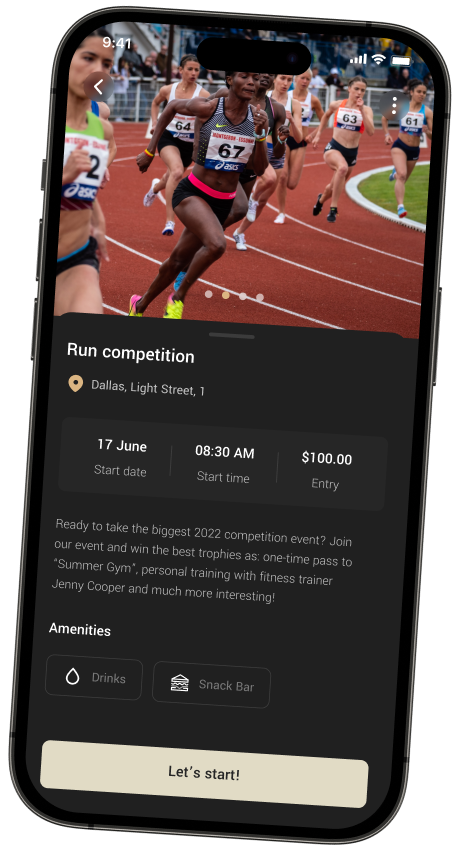 9:41
64
63
61
MONTGERON-ESSONNE
67
2
asics
asics
Run competition
Dallas, Light Street, 1
17 June 08:30 AM $100.00
Start date Start time Entry
Ready to take the biggest 2022 competition event? Join
our event and win the best trophies as: one-time pass to
“Summer Gym”, personal training with fitness trainer
Jenny Cooper and much more interesting!
Amenities
Drinks Snack Bar
Let’s start!